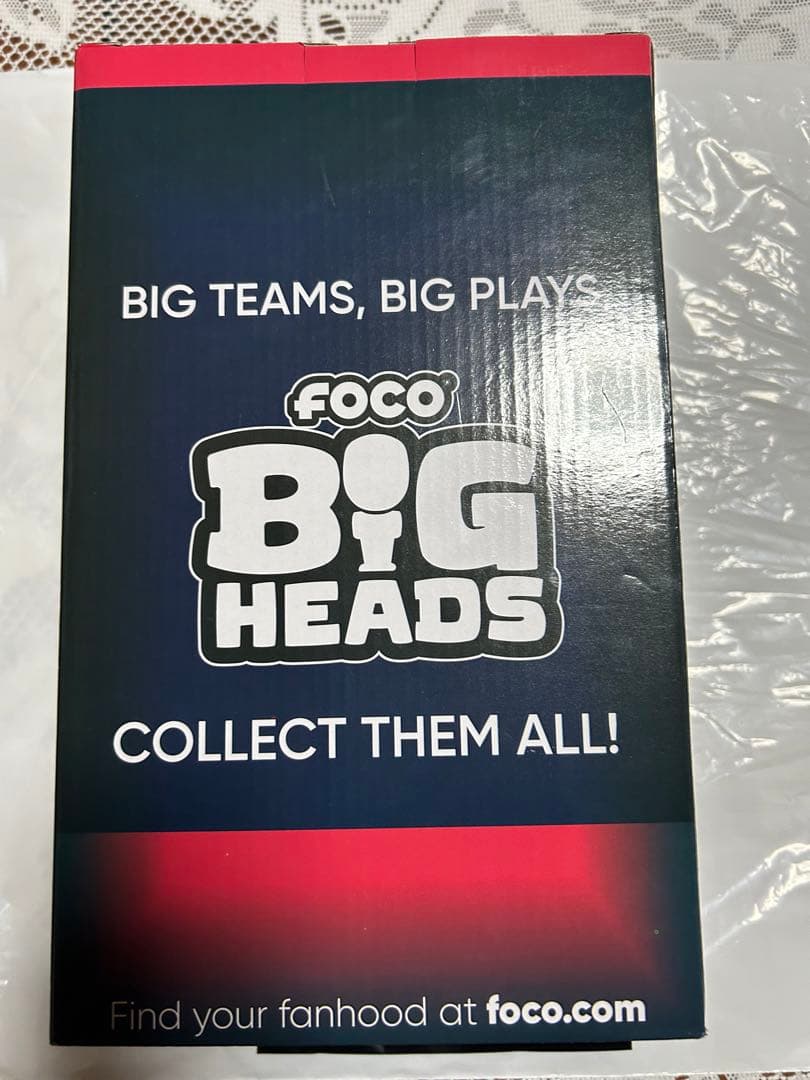 BIG TEAMS, BIG PLAYS
FOCO
BIG
HEADS
COLLECT THEM ALL!
Find your fanhood at foco.com